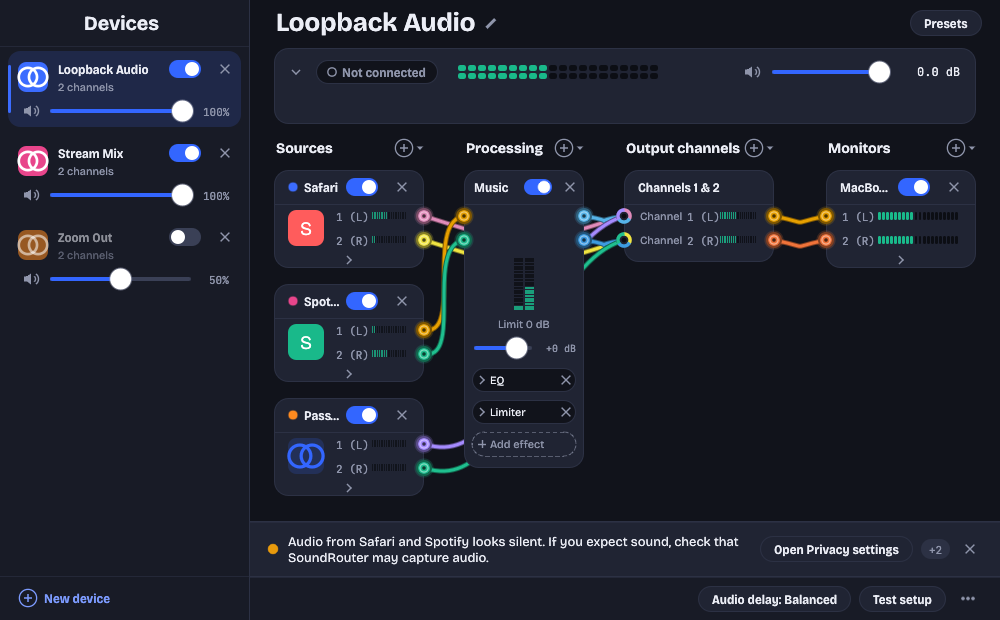 Devices
Loopback Audio
2 channels
100%
Stream Mix
2 channels
100%
Zoom Out
2 channels
50%
New device
Loopback Audio
Presets
Not connected
0.0 dB
Sources
Processing
Output channels
Monitors
Safari
S
1 (L)
2 (R)
Spot...
S
1 (L)
2 (R)
Pass...
1 (L)
2 (R)
Music
Limit 0 dB
+0 dB
EQ
Limiter
+ Add effect
Channels 1 & 2
Channel 1 (L)
Channel 2 (R)
MacBo...
1 (L)
2 (R)
Audio from Safari and Spotify looks silent. If you expect sound, check that
SoundRouter may capture audio.
Open Privacy settings
+2
Audio delay: Balanced
Test setup